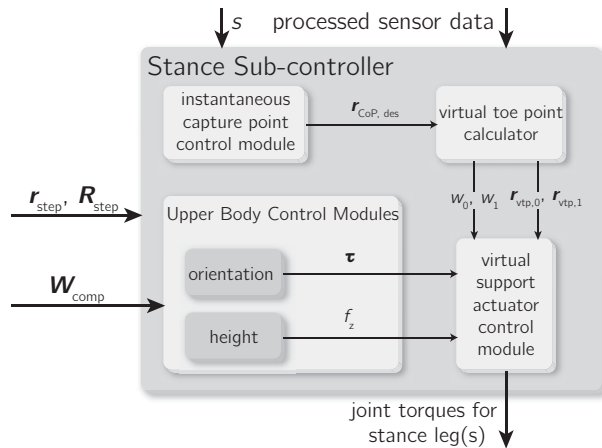 s processed sensor data
Stance Sub-controller
instantaneous
capture point
control module
r_CoP, des
virtual toe point
calculator
w_0, w_1 r_vtp,0, r_vtp,1
r_step, R_step
Upper Body Control Modules
orientation
τ
virtual
support
actuator
control
module
W_comp
height
f_z
joint torques for
stance leg(s)